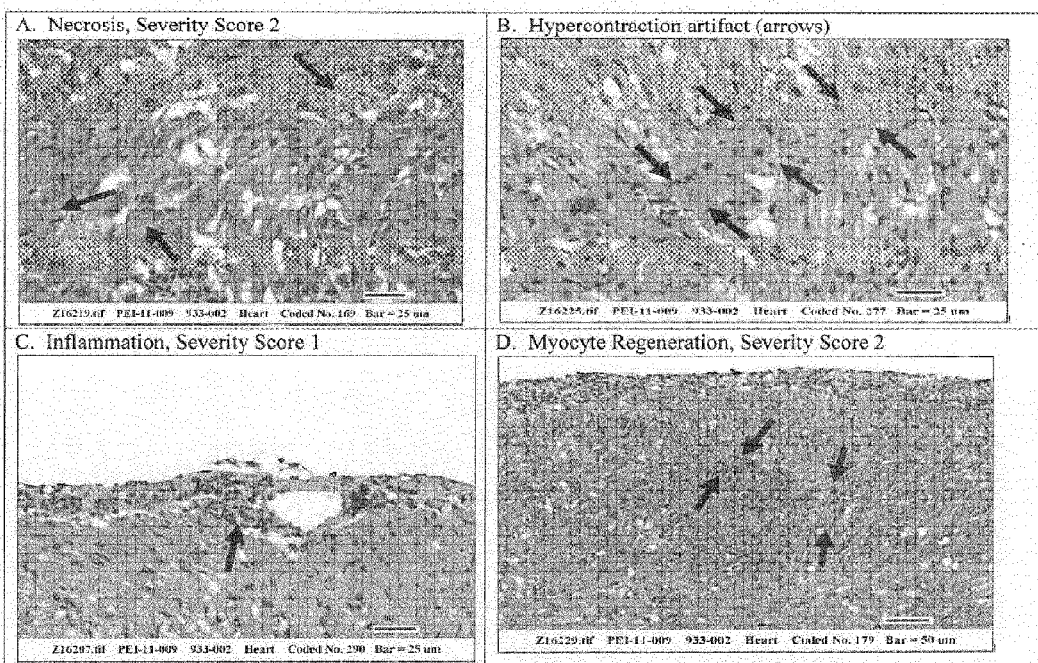 A. Necrosis, Severity Score 2
B. Hypercontraction artifact (arrows)
Z16219.tif PEI-11-009 933-002 Heart Coded No. 169 Bar = 25 um
Z16225.tif PEI-11-009 933-002 Heart Coded No. 277 Bar = 25 um
C. Inflammation, Severity Score 1
D. Myocyte Regeneration, Severity Score 2
Z16207.tif PEI-11-009 933-002 Heart Coded No. 290 Bar = 25 um
Z16229.tif PEI-11-009 933-002 Heart Coded No. 179 Bar = 50 um